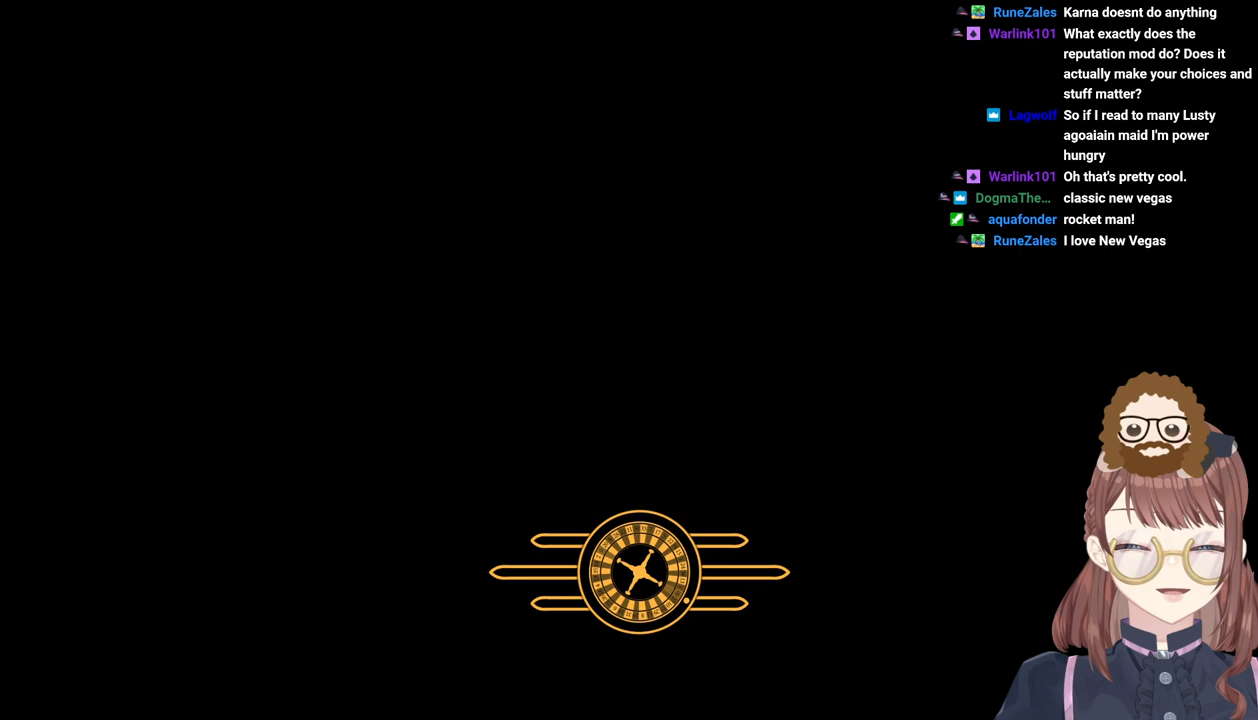 RuneZales Karna doesnt do anything
Warlink101 What exactly does the
reputation mod do? Does it
actually make your choices and
stuff matter?
Lagwolf So if I read to many Lusty
agoaiain maid I'm power
hungry
Warlink101 Oh that's pretty cool.
DogmaThe... classic new vegas
aquafonder rocket man!
RuneZales I love New Vegas